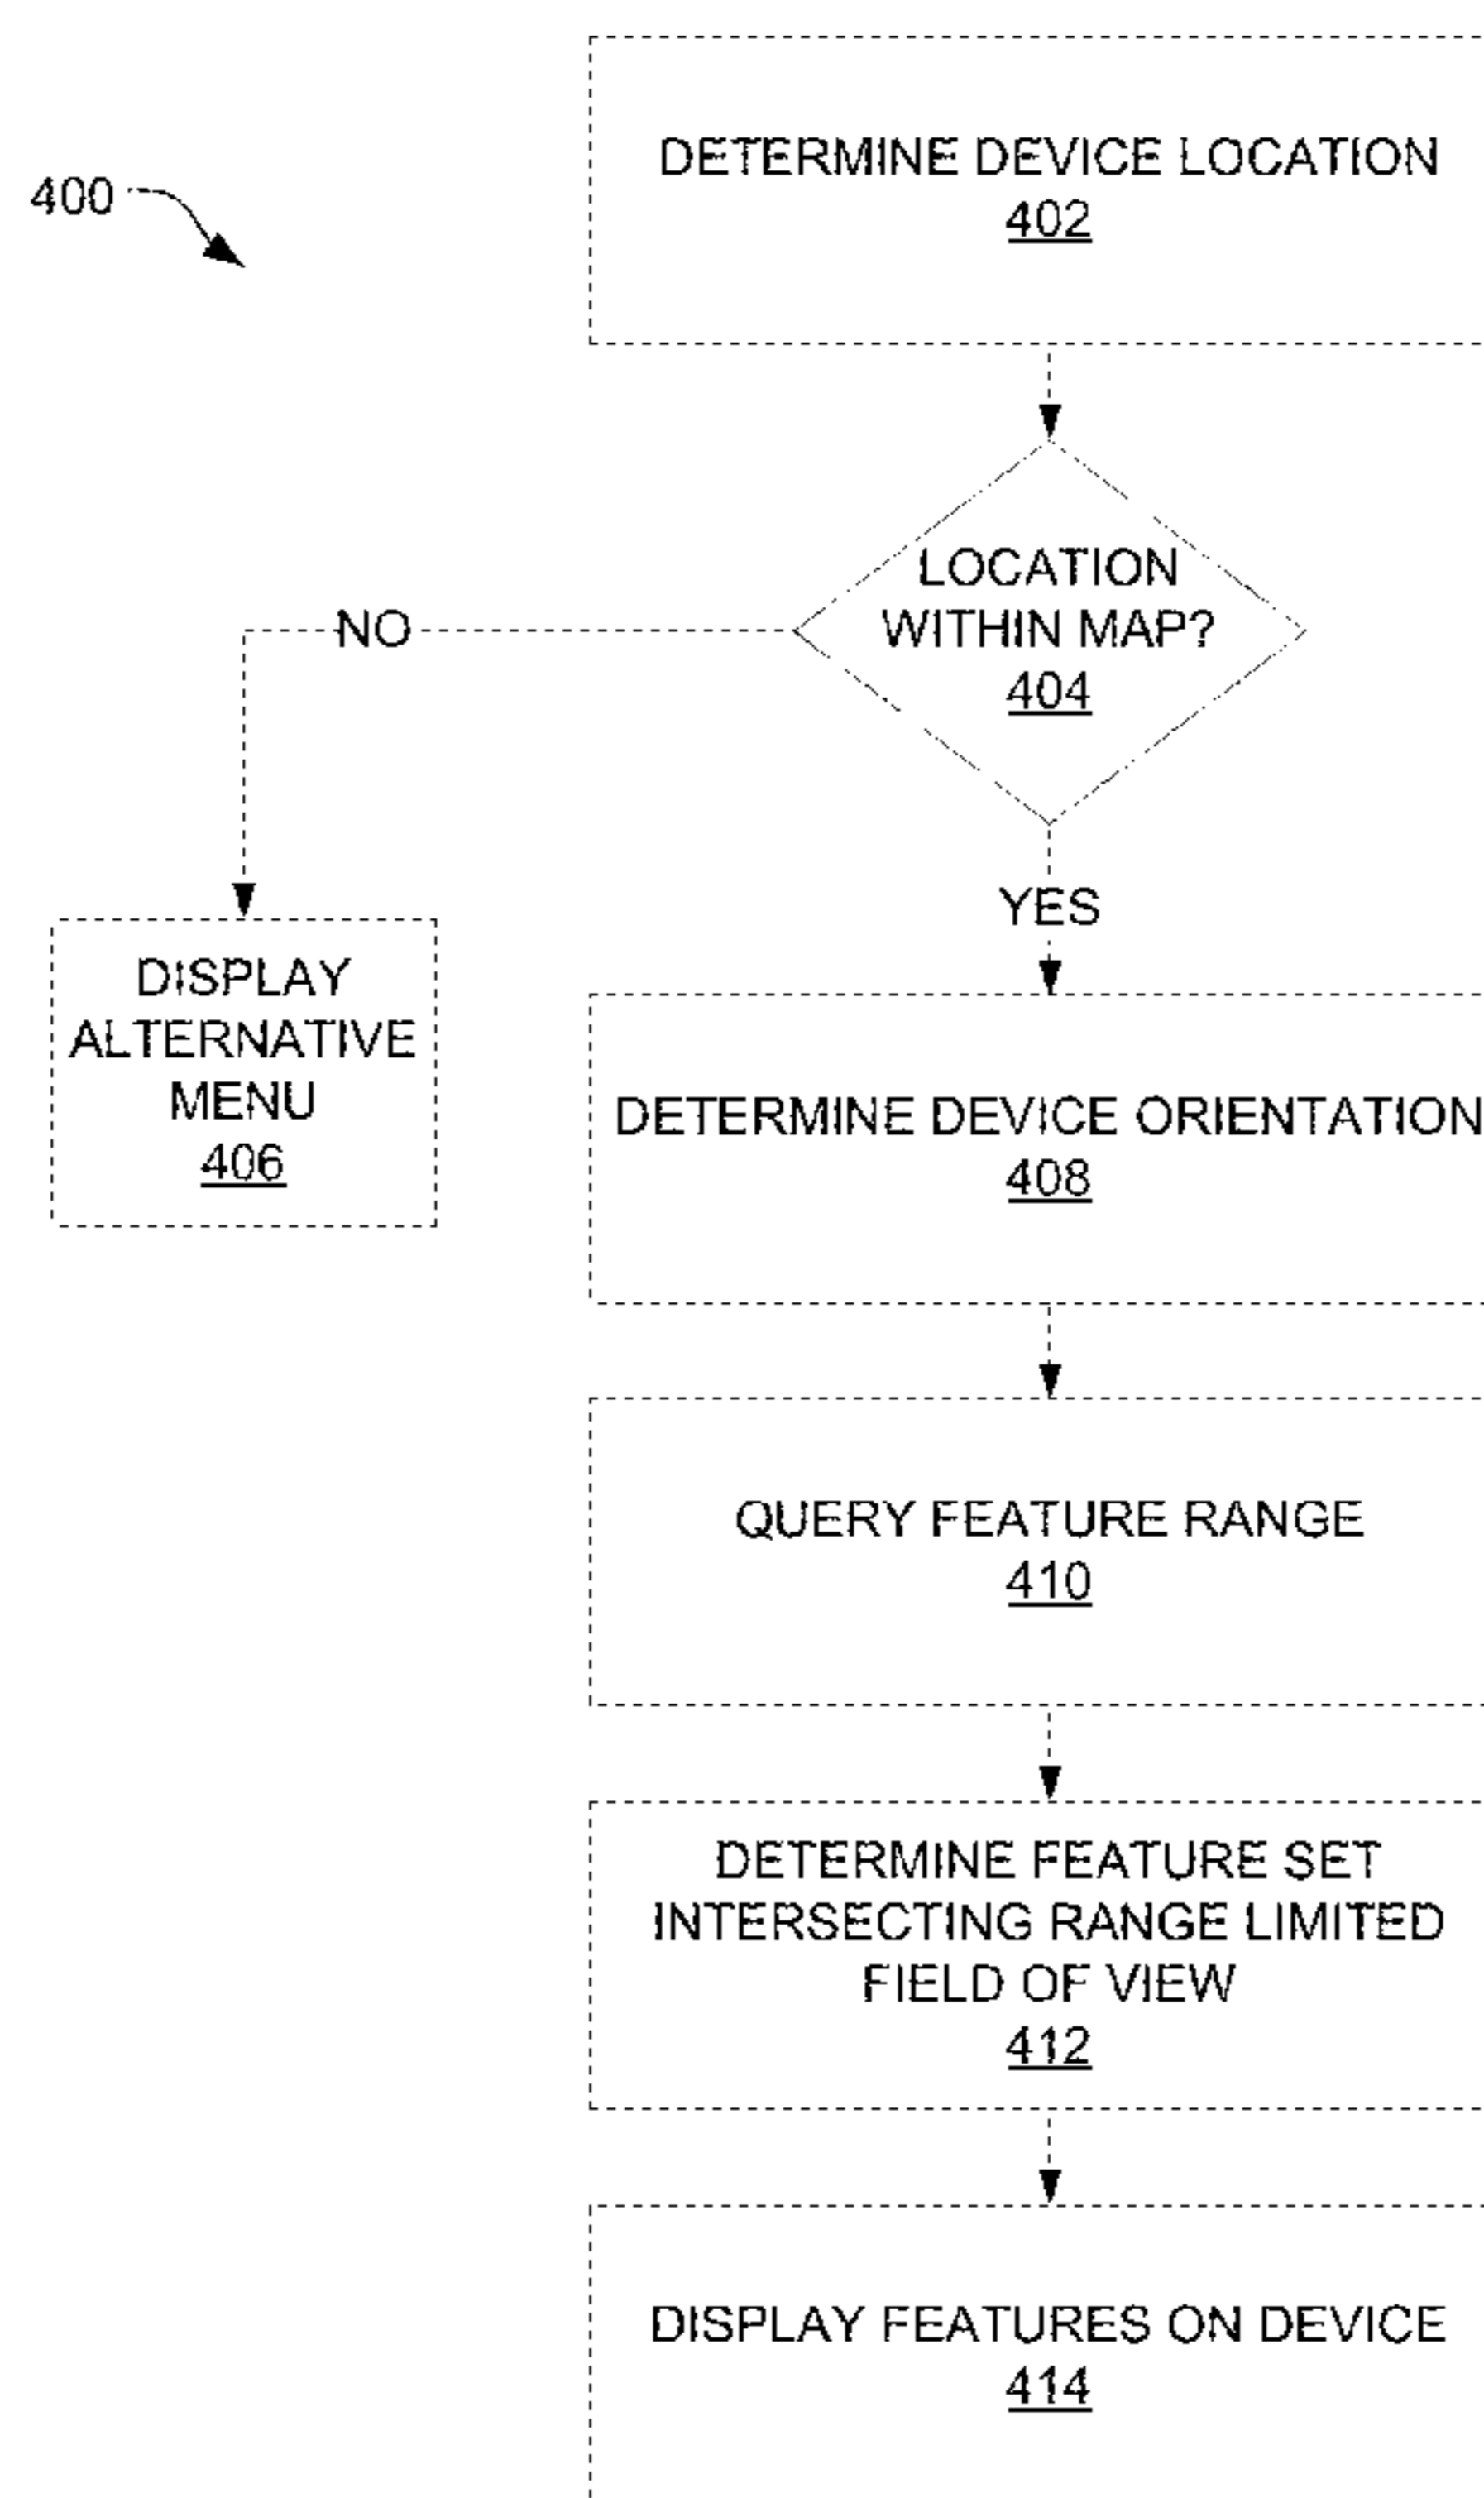 DETERMINE DEVICE LOCATION
402
400
LOCATION
WITHIN MAP?
404
NO
YES
DISPLAY
ALTERNATIVE
MENU
406
DETERMINE DEVICE ORIENTATION
408
QUERY FEATURE RANGE
410
DETERMINE FEATURE SET
INTERSECTING RANGE LIMITED
FIELD OF VIEW
412
DISPLAY FEATURES ON DEVICE
414